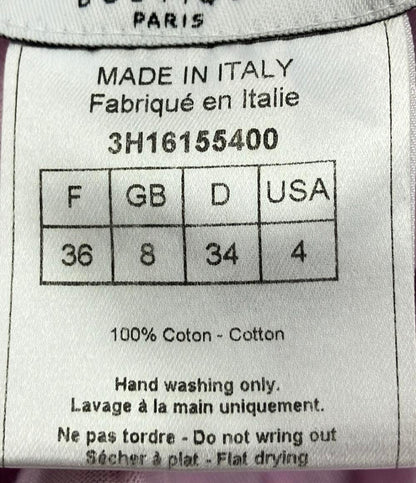 PARIS
MADE IN ITALY
Fabriqué en Italie
3H16155400
F GB D USA
36 8 34 4
100% Coton - Cotton
Hand washing only.
Lavage à la main uniquement.
Ne pas tordre - Do not wring out
Sécher à plat - Flat drying